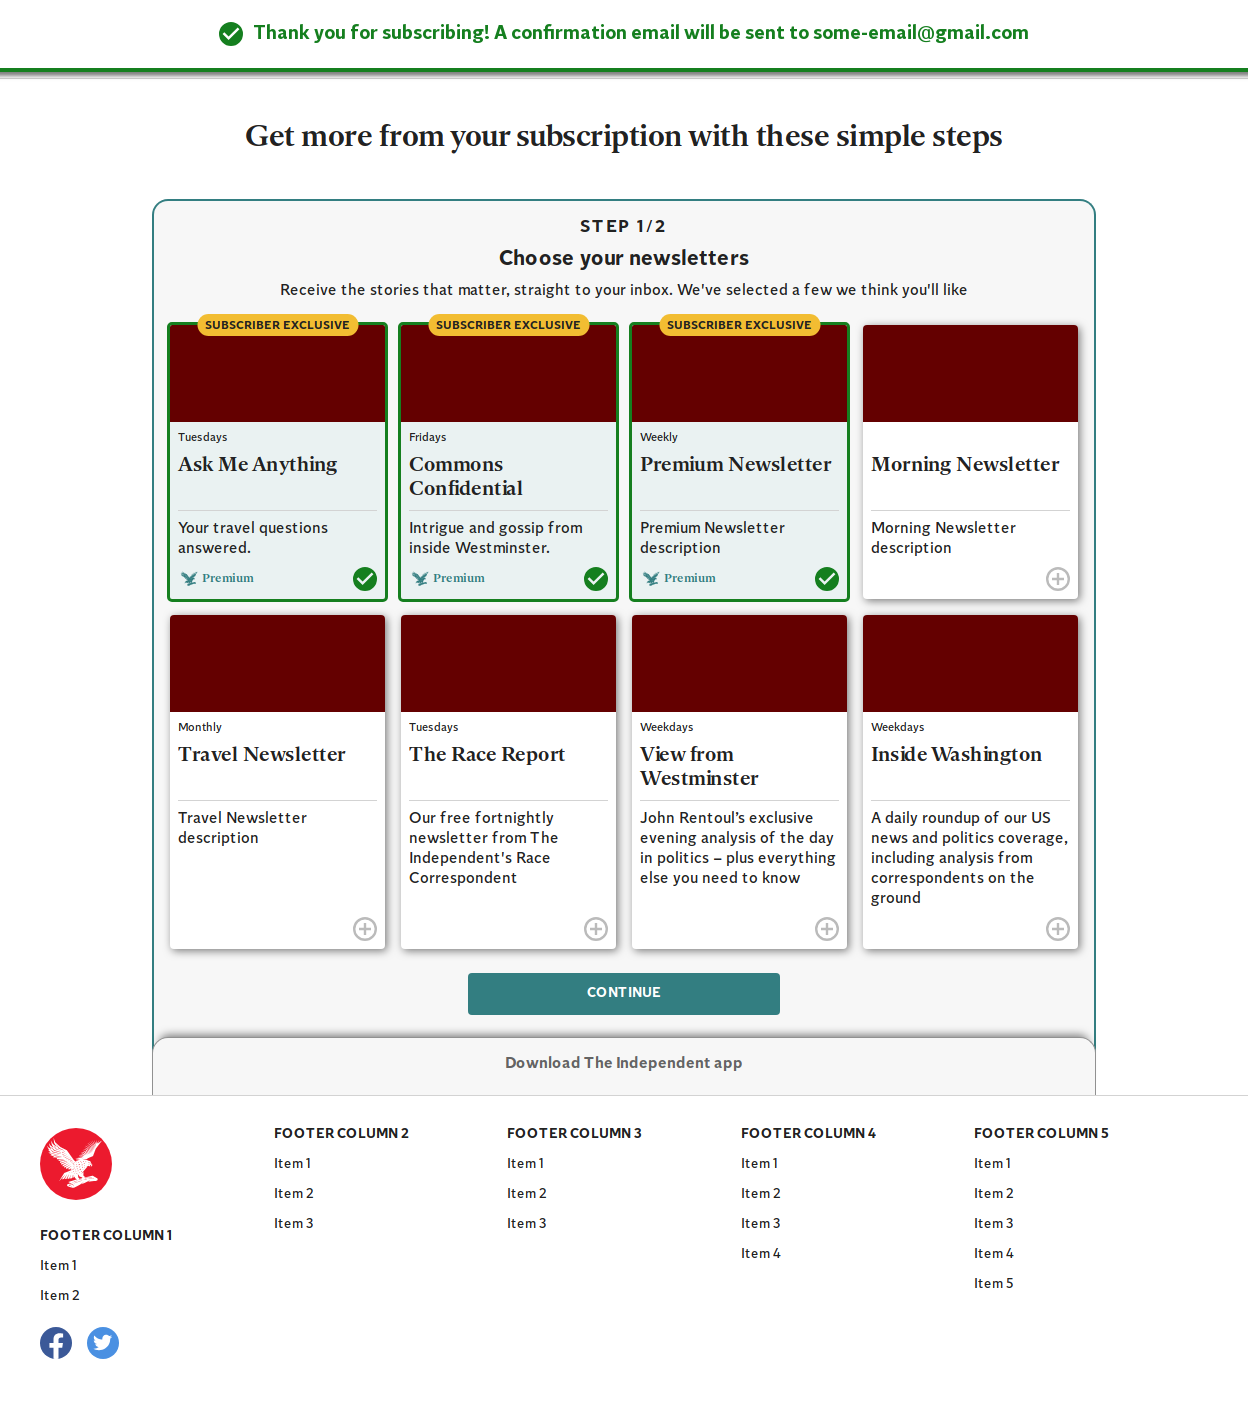 Thank you for subscribing! A confirmation email will be sent to some-email@gmail.com
Get more from your subscription with these simple steps
STEP 1/2
Choose your newsletters
Receive the stories that matter, straight to your inbox. We've selected a few we think you'll like
SUBSCRIBER EXCLUSIVE
Tuesdays
Ask Me Anything
Your travel questions
answered.
Premium
SUBSCRIBER EXCLUSIVE
Fridays
Commons
Confidential
Intrigue and gossip from
inside Westminster.
Premium
SUBSCRIBER EXCLUSIVE
Weekly
Premium Newsletter
Premium Newsletter
description
Premium
Morning Newsletter
Morning Newsletter
description
Monthly
Travel Newsletter
Travel Newsletter
description
Tuesdays
The Race Report
Our free fortnightly
newsletter from The
Independent's Race
Correspondent
Weekdays
View from
Westminster
John Rentoul’s exclusive
evening analysis of the day
in politics – plus everything
else you need to know
Weekdays
Inside Washington
A daily roundup of our US
news and politics coverage,
including analysis from
correspondents on the
ground
CONTINUE
Download The Independent app
FOOTER COLUMN 1
Item 1
Item 2
FOOTER COLUMN 2
Item 1
Item 2
Item 3
FOOTER COLUMN 3
Item 1
Item 2
Item 3
FOOTER COLUMN 4
Item 1
Item 2
Item 3
Item 4
FOOTER COLUMN 5
Item 1
Item 2
Item 3
Item 4
Item 5